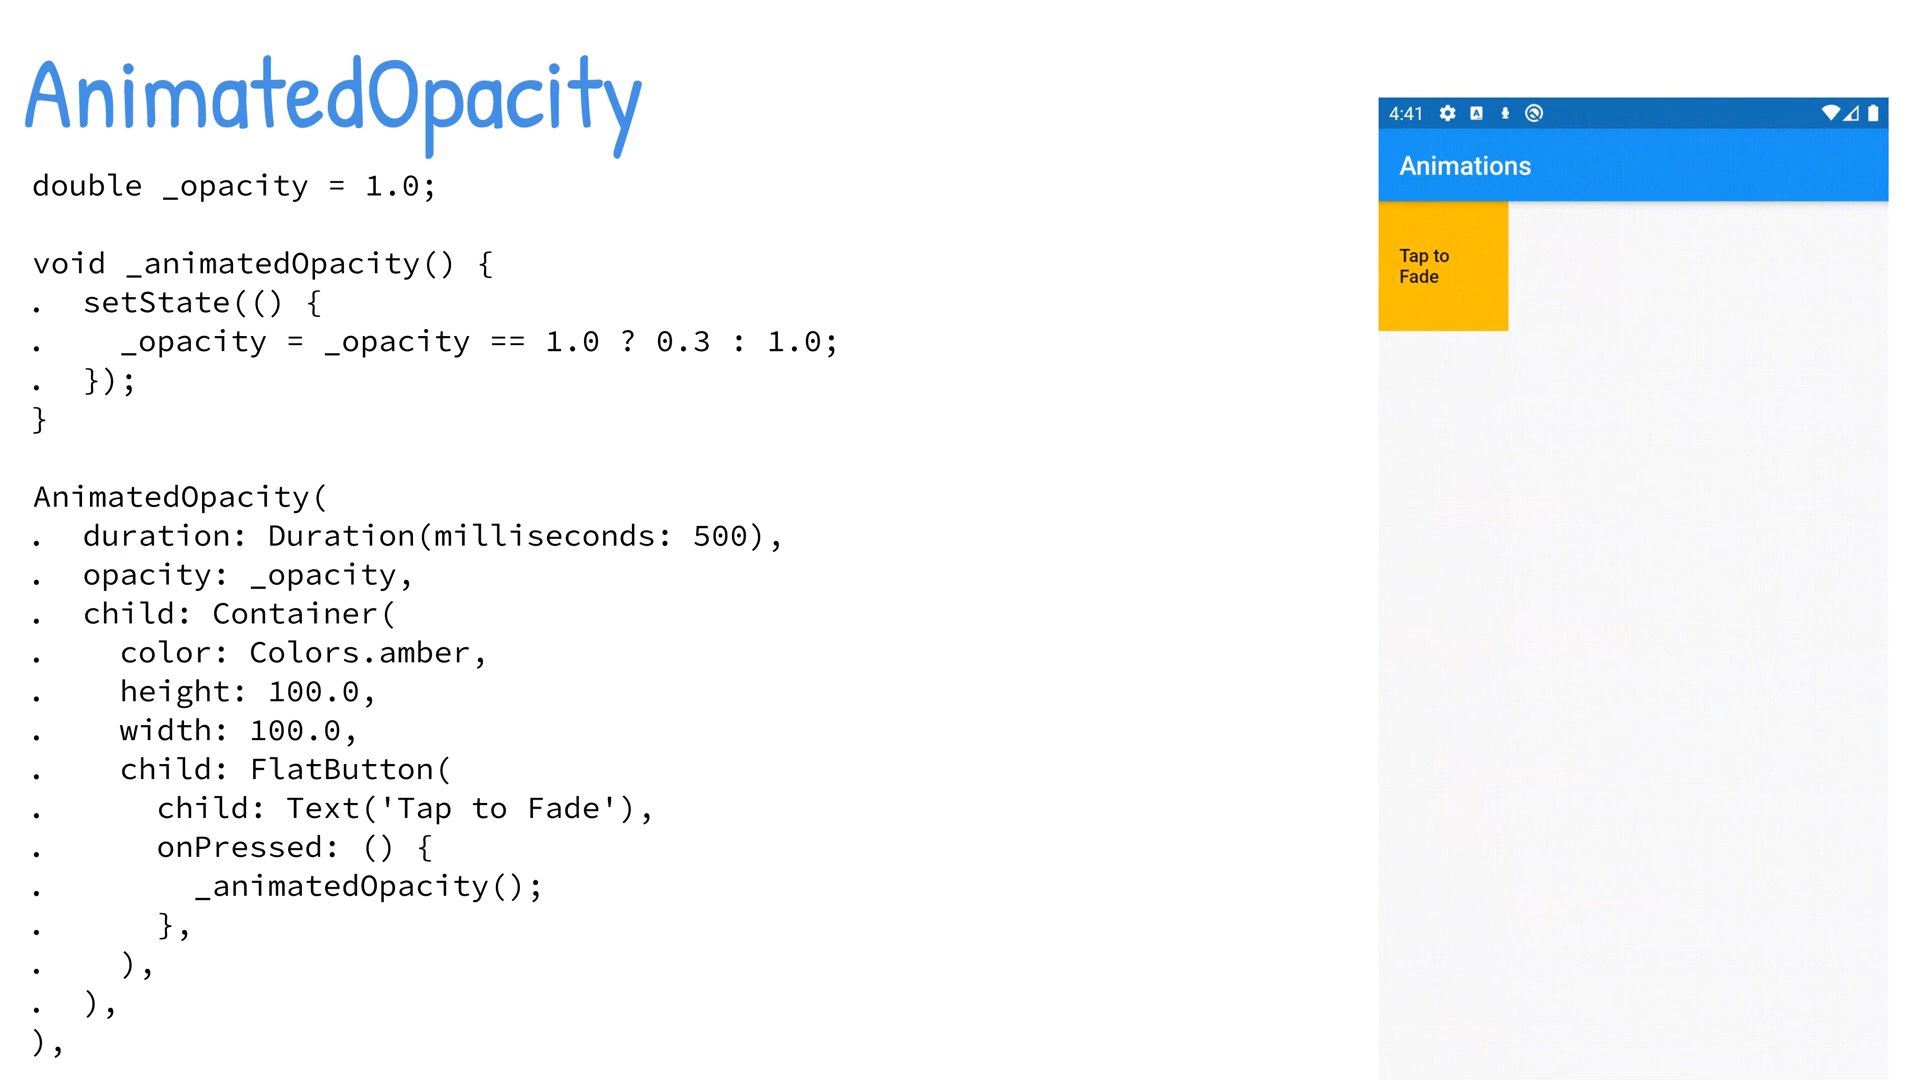 AnimatedOpacity
double _opacity = 1.0;
void _animatedOpacity() {
.  setState(() {
.    _opacity = _opacity == 1.0 ? 0.3 : 1.0;
.  });
}
AnimatedOpacity(
.  duration: Duration(milliseconds: 500),
.  opacity: _opacity,
.  child: Container(
.    color: Colors.amber,
.    height: 100.0,
.    width: 100.0,
.    child: FlatButton(
.      child: Text('Tap to Fade'),
.      onPressed: () {
.        _animatedOpacity();
.      },
.    ),
.  ),
),
4:41
Animations
Tap to
Fade